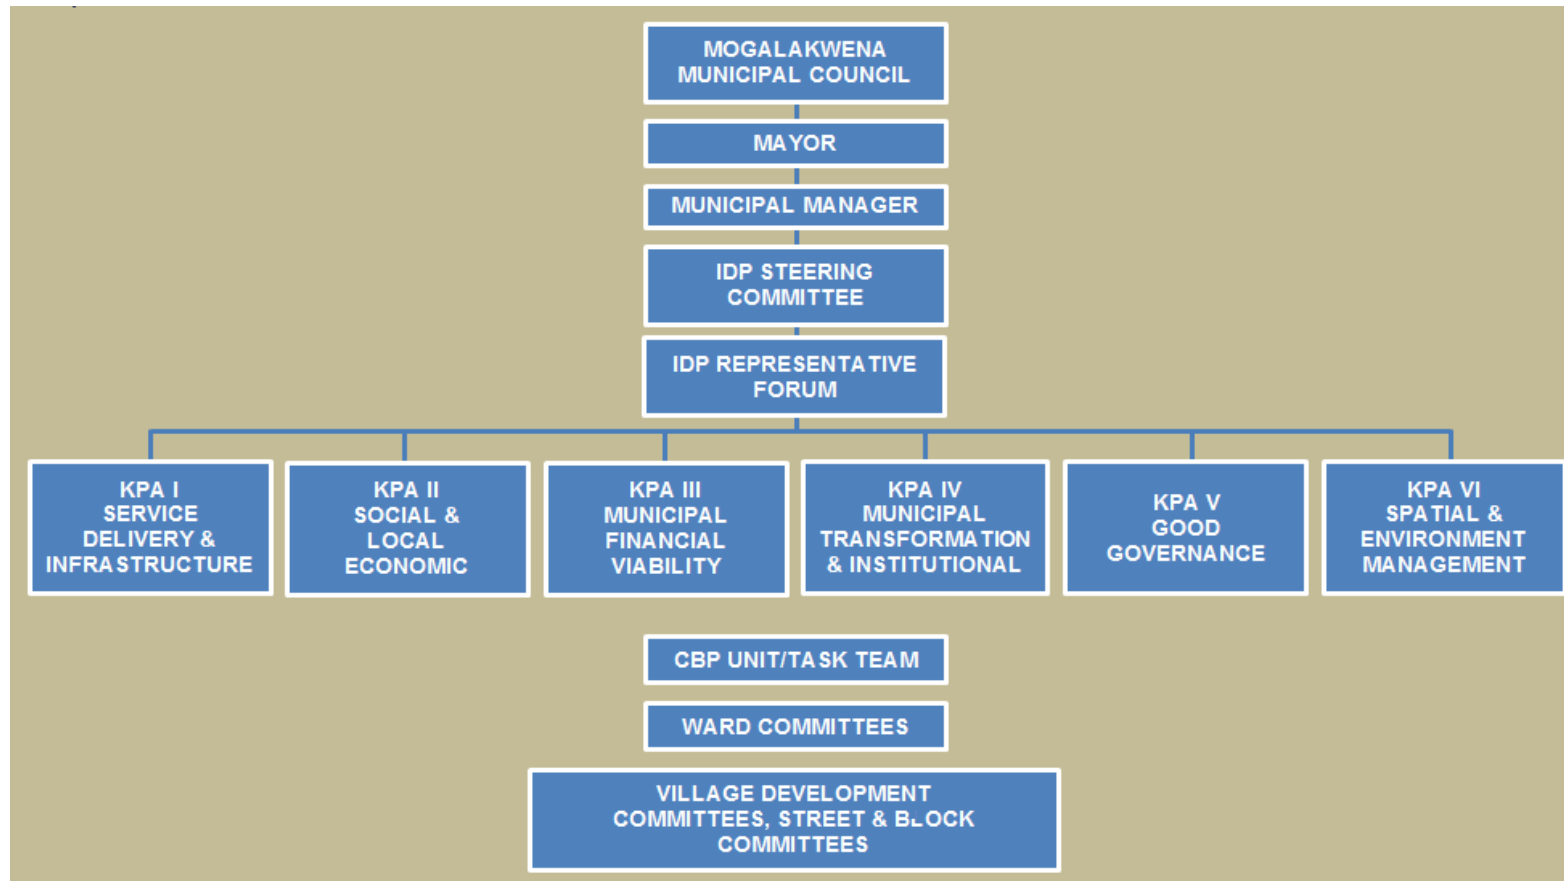 MOGALAKWENA
MUNICIPAL COUNCIL
MAYOR
MUNICIPAL MANAGER
IDP STEERING
COMMITTEE
IDP REPRESENTATIVE
FORUM
KPA I
SERVICE
DELIVERY &
INFRASTRUCTURE
KPA II
SOCIAL &
LOCAL
ECONOMIC
KPA III
MUNICIPAL
FINANCIAL
VIABILITY
KPA IV
MUNICIPAL
TRANSFORMATION
& INSTITUTIONAL
KPA V
GOOD
GOVERNANCE
KPA VI
SPATIAL &
ENVIRONMENT
MANAGEMENT
CBP UNIT/TASK TEAM
WARD COMMITTEES
VILLAGE DEVELOPMENT
COMMITTEES, STREET & BLOCK
COMMITTEES